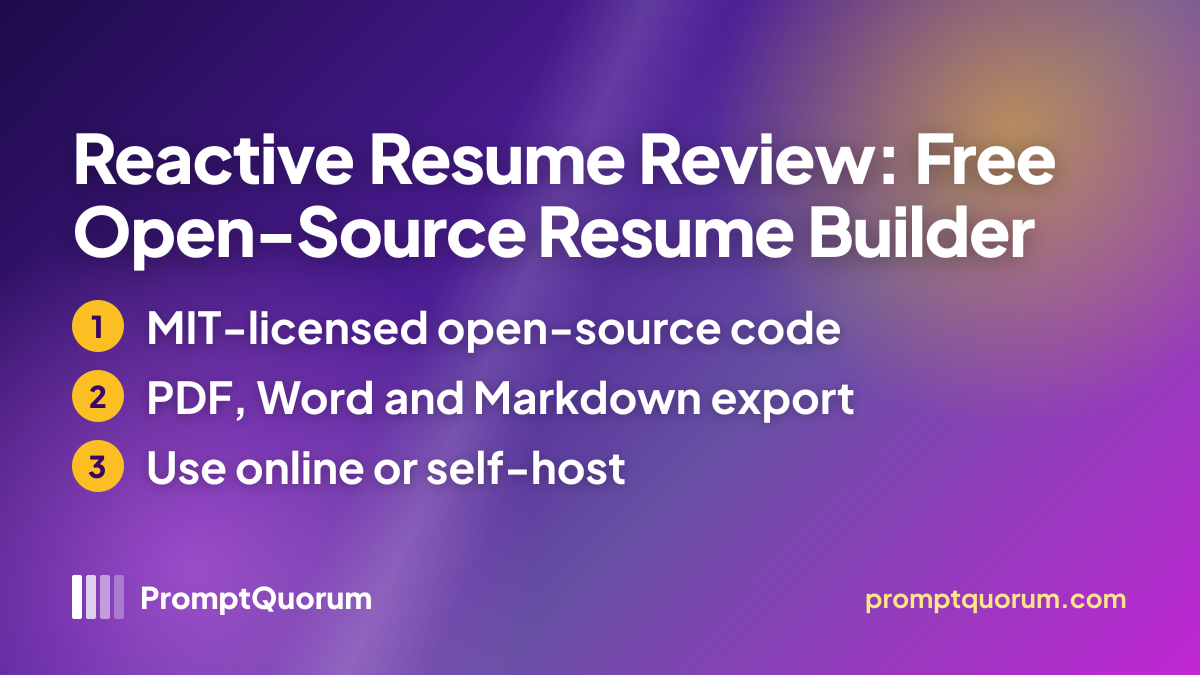 Reactive Resume Review: Free
Open-Source Resume Builder
1 MIT-licensed open-source code
2 PDF, Word and Markdown export
3 Use online or self-host
PromptQuorum
promptquorum.com